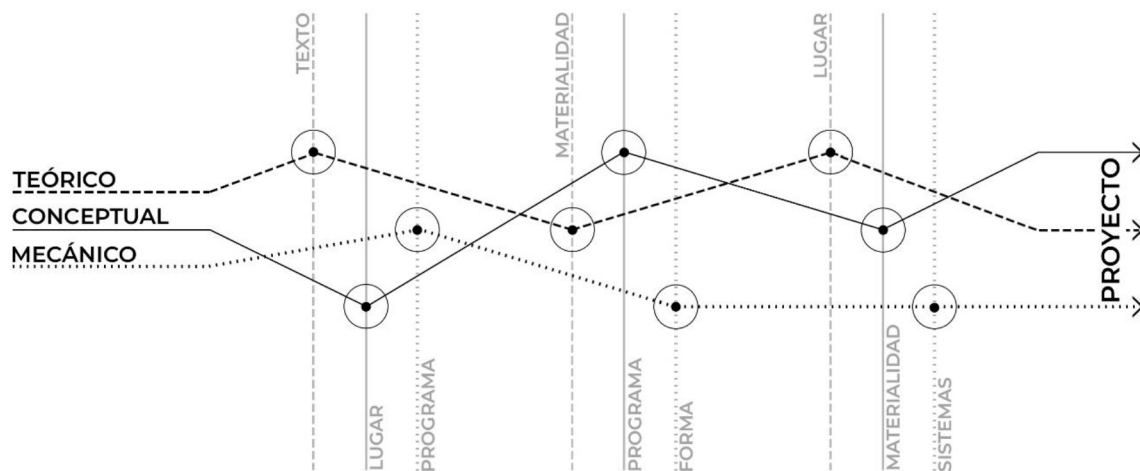 TEXTO
MATERIALIDAD
LUGAR
TEÓRICO
CONCEPTUAL
MECÁNICO
PROYECTO
LUGAR
PROGRAMA
PROGRAMA
FORMA
MATERIALIDAD
SISTEMAS